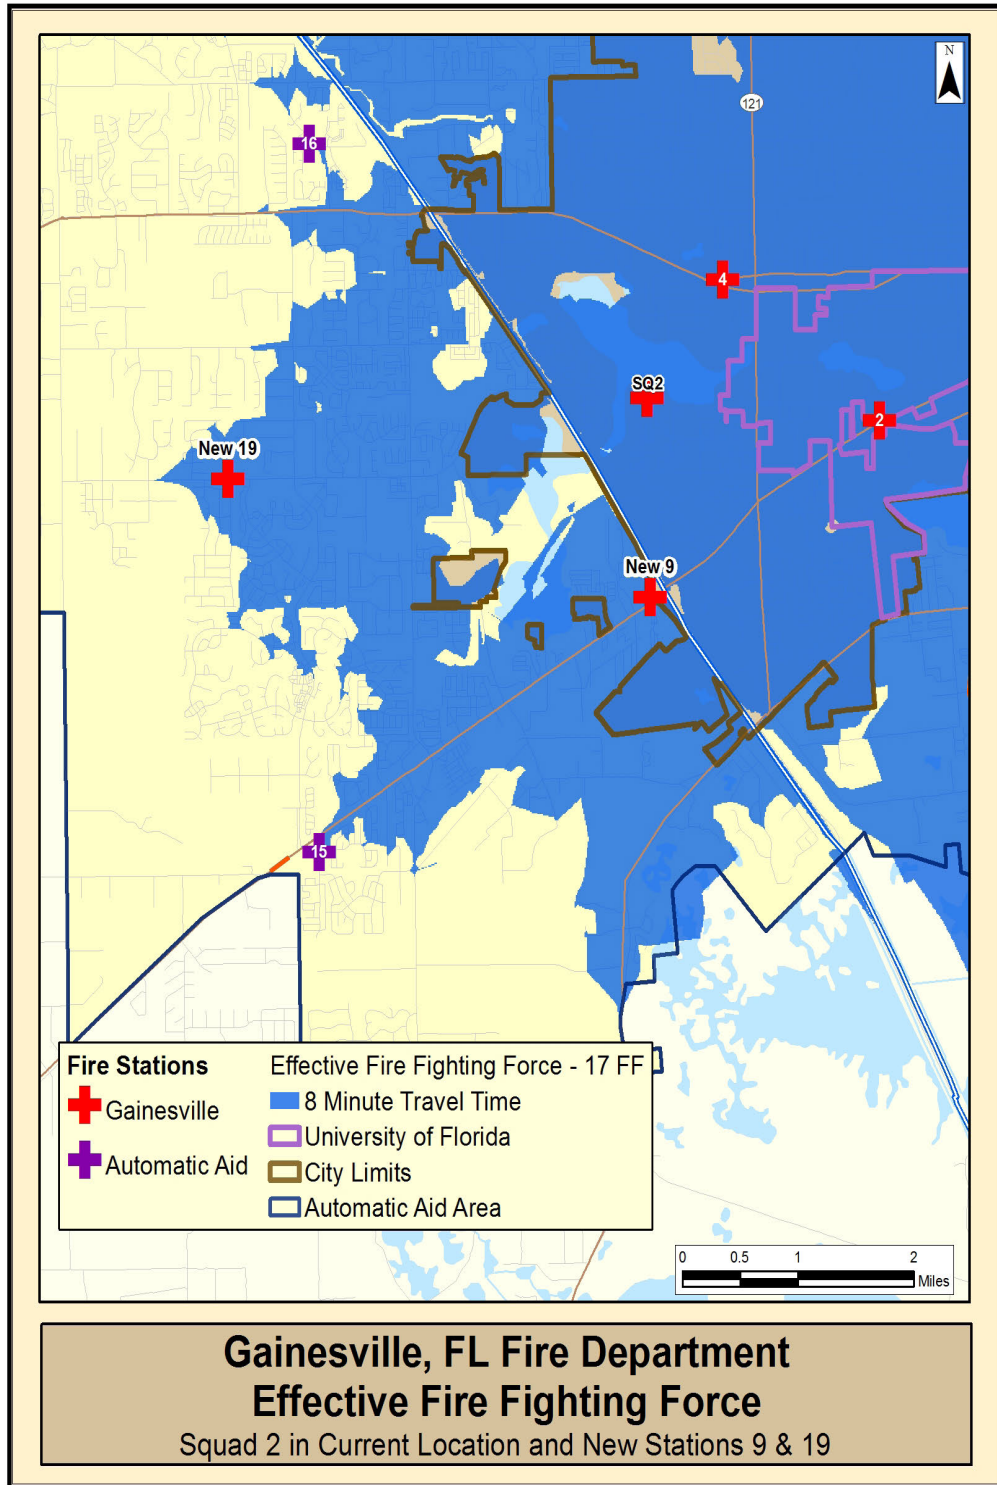 N
121
16
4
SQ2
2
New 19
New 9
15
Fire Stations
Gainesville
Automatic Aid
Effective Fire Fighting Force - 17 FF
8 Minute Travel Time
University of Florida
City Limits
Automatic Aid Area
0 0.5 1 2
Miles
Gainesville, FL Fire Department
Effective Fire Fighting Force
Squad 2 in Current Location and New Stations 9 & 19